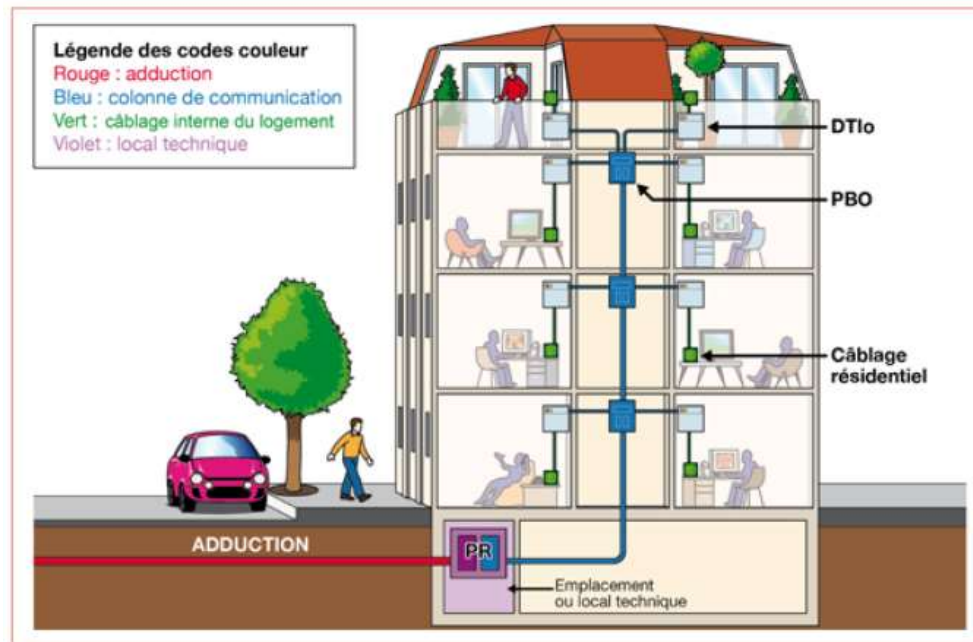 Légende des codes couleur
Rouge : adduction
Bleu : colonne de communication
Vert : câblage interne du logement
Violet : local technique
DTIo
PBO
Câblage
résidentiel
ADDUCTION
PR
Emplacement
ou local technique